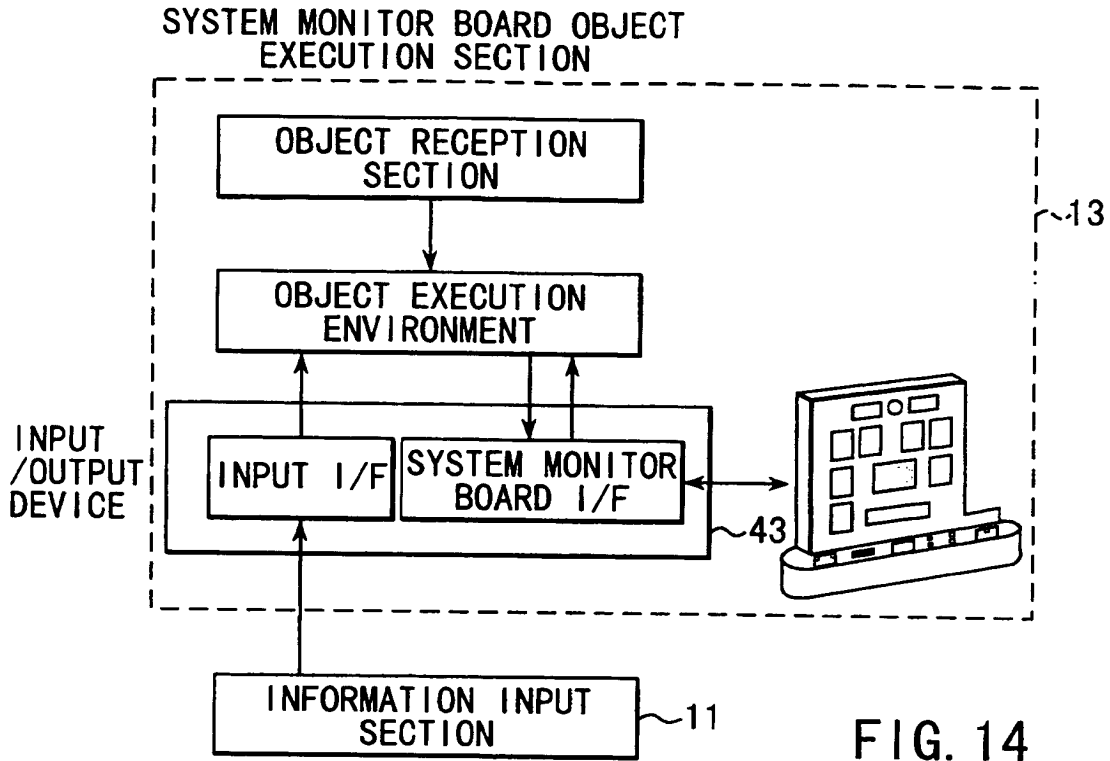 SYSTEM MONITOR BOARD OBJECT
EXECUTION SECTION
OBJECT RECEPTION
SECTION
13
OBJECT EXECUTION
ENVIRONMENT
INPUT
/OUTPUT
DEVICE
INPUT I/F
SYSTEM MONITOR
BOARD I/F
43
INFORMATION INPUT
SECTION
11
FIG. 14